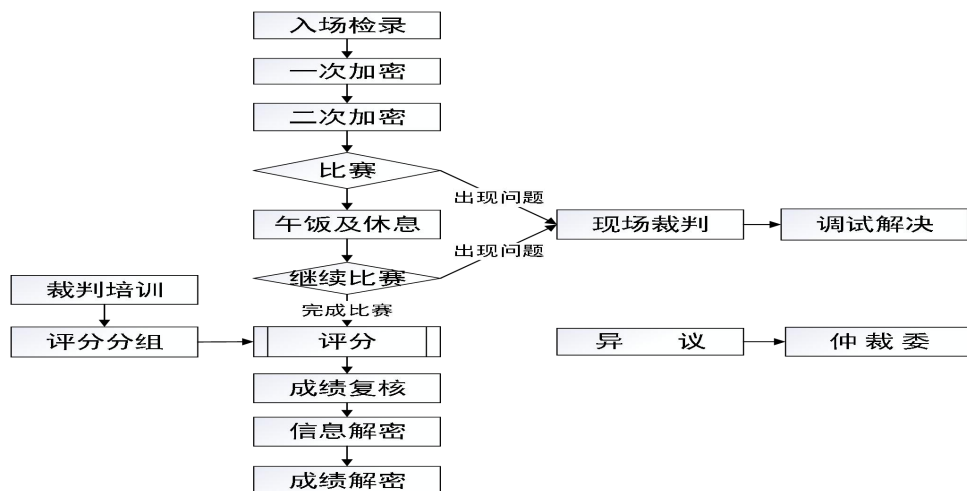 入场检录
一次加密
二次加密
比赛
出现问题
午饭及休息
现场裁判
调试解决
出现问题
继续比赛
裁判培训
完成比赛
评分分组
评分
异 议
仲裁委
成绩复核
信息解密
成绩解密